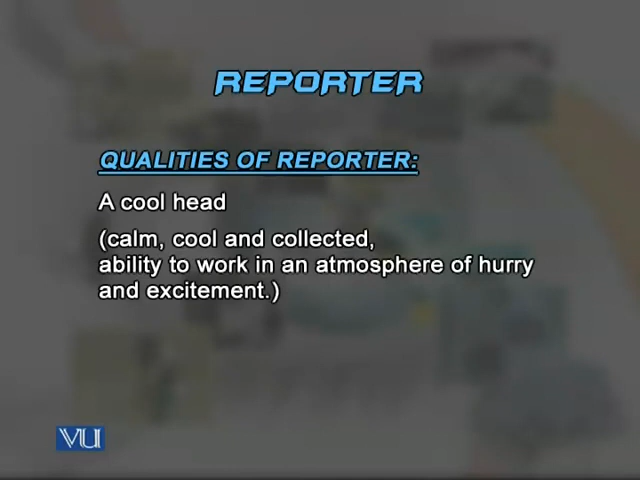 REPORTER
QUALITIES OF REPORTER:
A cool head
(calm, cool and collected,
ability to work in an atmosphere of hurry
and excitement.)
VU